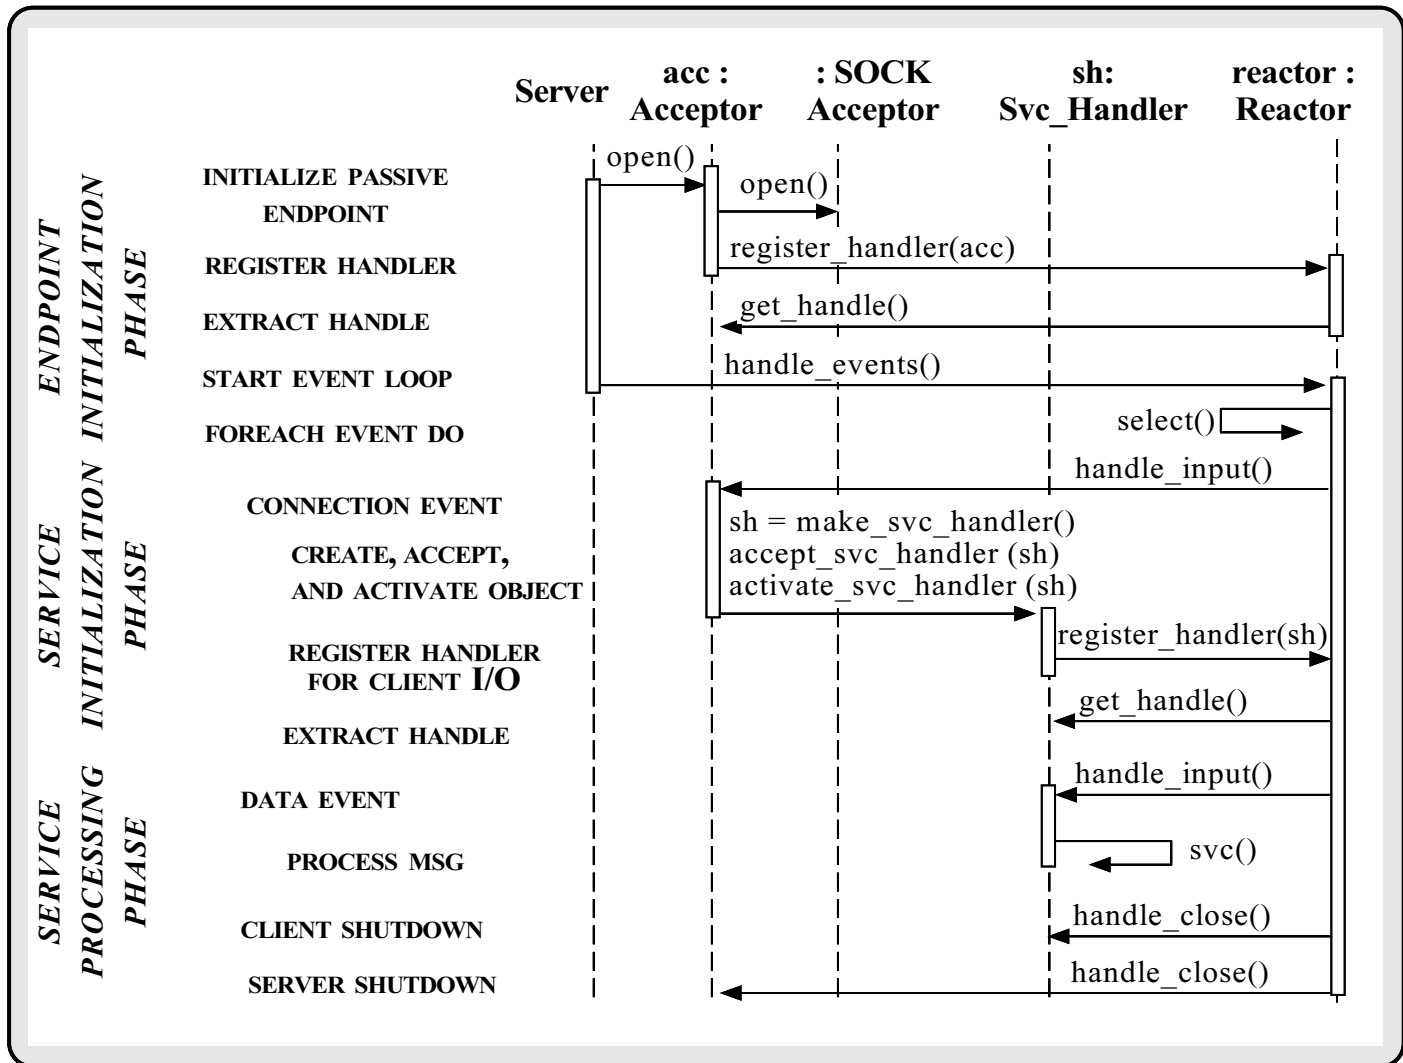 Server
acc :
Acceptor
: SOCK
Acceptor
sh:
Svc_Handler
reactor :
Reactor
ENDPOINT
INITIALIZATION
PHASE
INITIALIZE PASSIVE
ENDPOINT
open()
open()
REGISTER HANDLER
register_handler(acc)
EXTRACT HANDLE
get_handle()
START EVENT LOOP
handle_events()
FOREACH EVENT DO
select()
SERVICE
INITIALIZATION
PHASE
handle_input()
CONNECTION EVENT
CREATE, ACCEPT,
AND ACTIVATE OBJECT
sh = make_svc_handler()
accept_svc_handler (sh)
activate_svc_handler (sh)
REGISTER HANDLER
FOR CLIENT I/O
register_handler(sh)
EXTRACT HANDLE
get_handle()
SERVICE
PROCESSING
PHASE
DATA EVENT
handle_input()
PROCESS MSG
svc()
CLIENT SHUTDOWN
handle_close()
SERVER SHUTDOWN
handle_close()